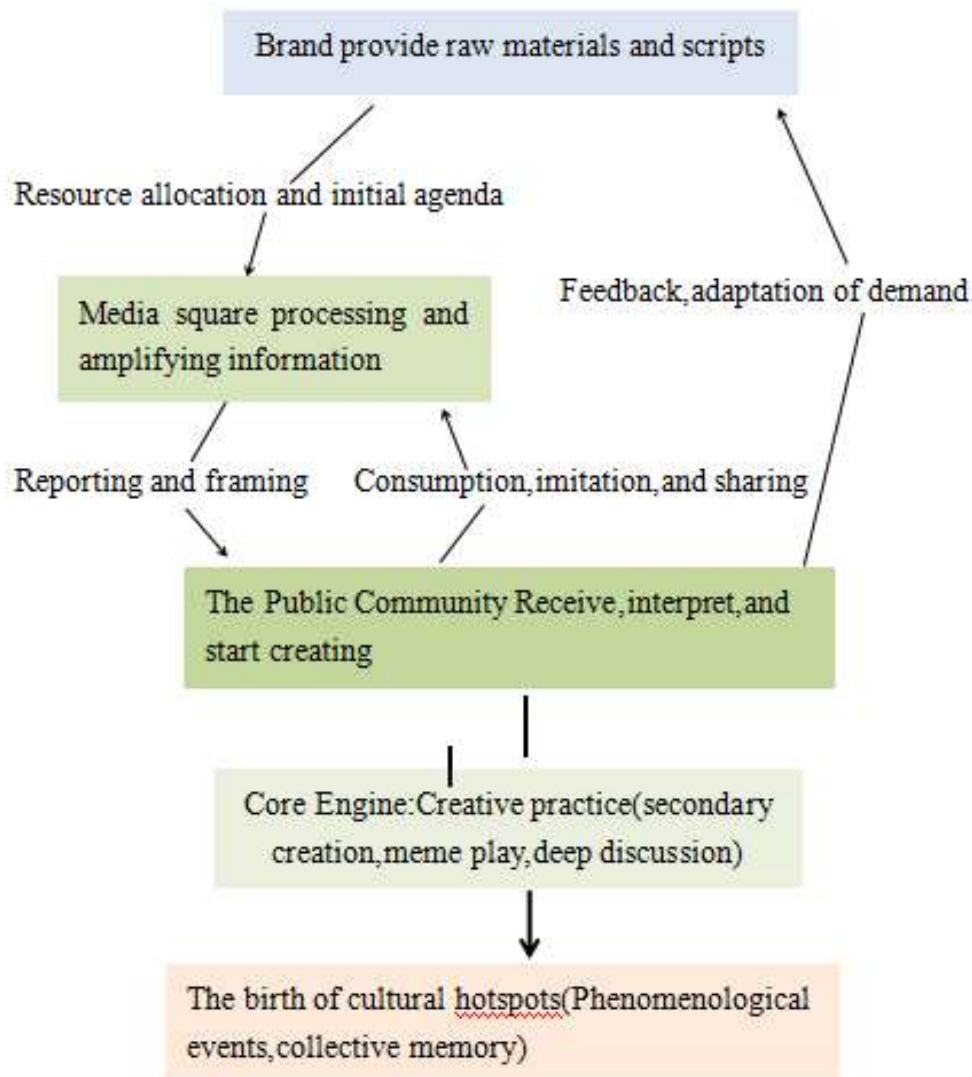 Brand provide raw materials and scripts
Resource allocation and initial agenda
Feedback,adaptation of demand
Media square processing and
amplifying information
Reporting and framing
Consumption,imitation,and sharing
The Public Community Receive,interpret,and
start creating
Core Engine:Creative practice(secondary
creation,meme play,deep discussion)
The birth of cultural hotspots(Phenomenological
events,collective memory)